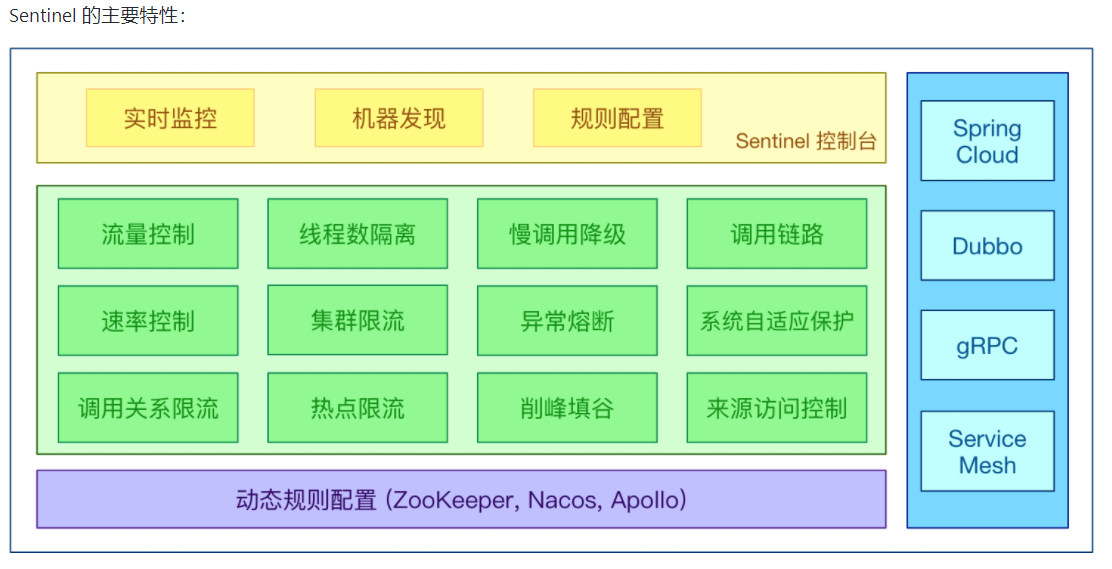 Sentinel 的主要特性：
实时监控
机器发现
规则配置
Sentinel 控制台
流量控制
线程数隔离
慢调用降级
调用链路
速率控制
集群限流
异常熔断
系统自适应保护
调用关系限流
热点限流
削峰填谷
来源访问控制
动态规则配置 (ZooKeeper, Nacos, Apollo)
Spring
Cloud
Dubbo
gRPC
Service
Mesh